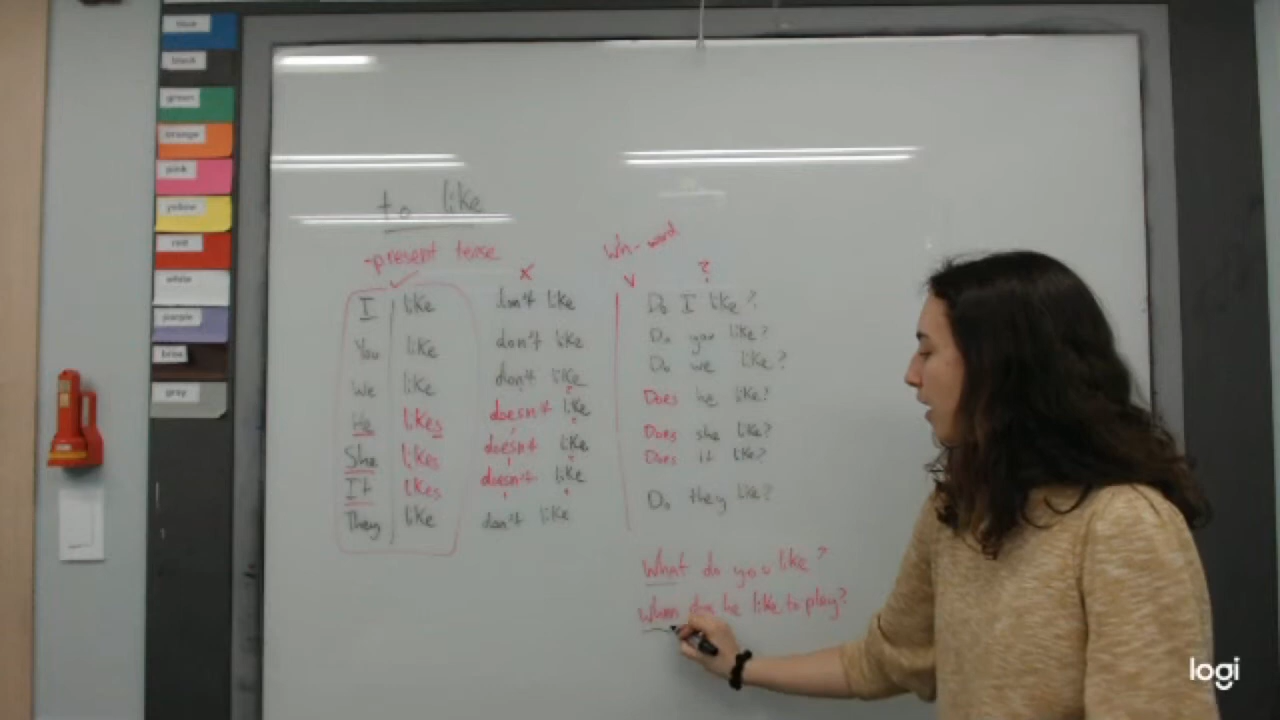 blue
black
green
orange
pink
yellow
red
white
purple
brown
gray
to like
-present tense
wh-word
✓ x v ?
I like don't like Do I like?
You like don't like Do you like?
We like don't like Do we like?
He likes doesn't like Does he like?
She likes doesn't like Does she like?
It likes doesn't like Does it like?
They like don't like Do they like?
What do you like?
When does he like to play?
logi